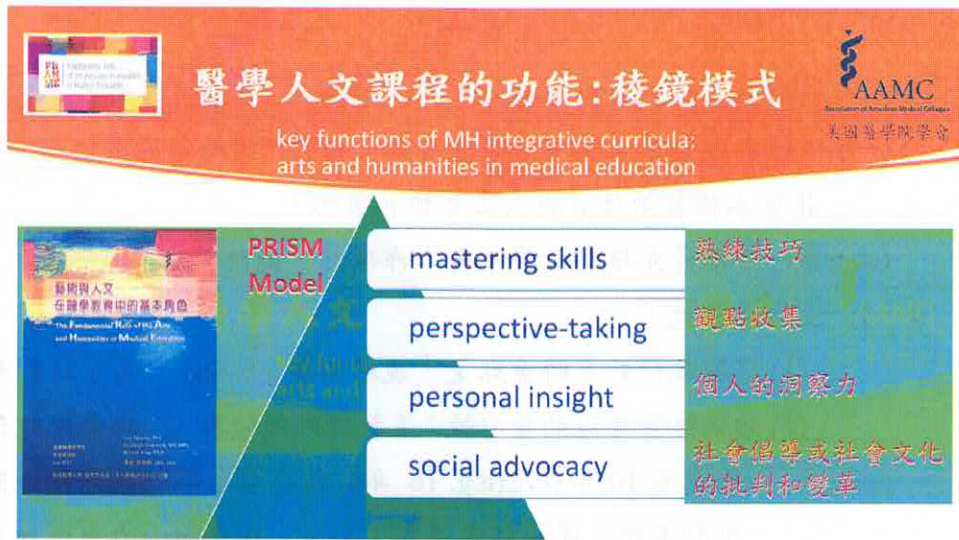 醫學人文課程的功能:稜鏡模式
key functions of MH integrative curricula:
arts and humanities in medical education
AAMC
Association of American Medical Colleges
美國醫學院學會
藝術與人文
在醫學教育中的基本角色
The Fundamental Role of the Arts
and Humanities in Medical Education
PRISM
Model
mastering skills
熟練技巧
perspective-taking
觀點收集
personal insight
個人的洞察力
social advocacy
社會倡導或社會文化
的批判和變革